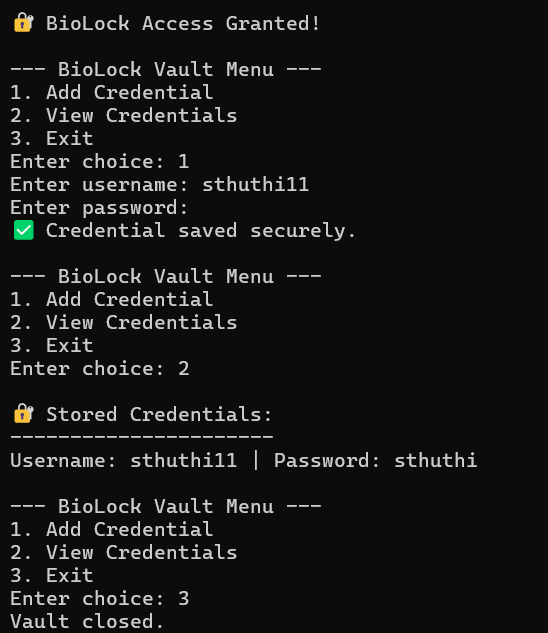 🔐 BioLock Access Granted!
--- BioLock Vault Menu ---
1. Add Credential
2. View Credentials
3. Exit
Enter choice: 1
Enter username: sthuthi11
Enter password:
✅ Credential saved securely.
--- BioLock Vault Menu ---
1. Add Credential
2. View Credentials
3. Exit
Enter choice: 2
🔐 Stored Credentials:
----------------------
Username: sthuthi11 | Password: sthuthi
--- BioLock Vault Menu ---
1. Add Credential
2. View Credentials
3. Exit
Enter choice: 3
Vault closed.